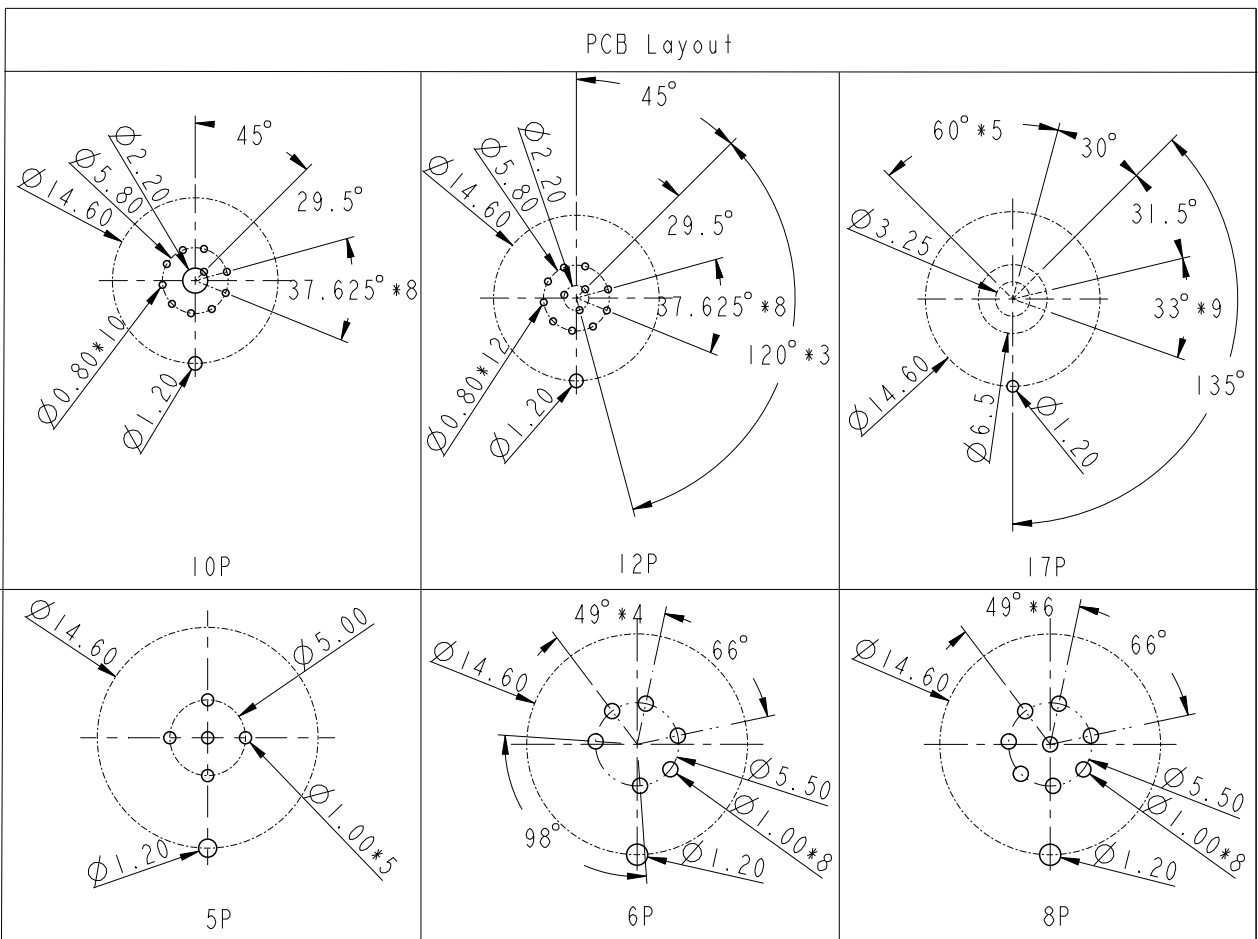 PCB Layout
45°
Ø2.20
Ø5.80
Ø14.60
29.5°
37.625°*8
Ø0.80*10
Ø1.20
10P
45°
Ø2.20
Ø5.80
Ø14.60
29.5°
37.625°*8
120°*3
Ø0.80*12
Ø1.20
12P
60°*5
30°
31.5°
Ø3.25
33°*9
135°
Ø14.60
Ø6.5
Ø1.20
17P
Ø14.60
Ø5.00
Ø1.20
Ø1.00*5
5P
49°*4
66°
Ø14.60
Ø5.50
Ø1.00*8
98°
Ø1.20
6P
49°*6
66°
Ø14.60
Ø5.50
Ø1.00*8
Ø1.20
8P